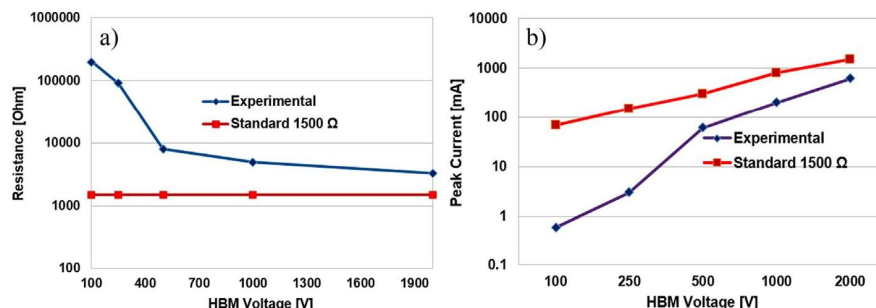 a)
1000000
100000
10000
1000
100
Resistance [Ohm]
Experimental
Standard 1500 Ω
100 400 700 1000 1300 1600 1900
HBM Voltage [V]
b)
10000
1000
100
10
1
0.1
Peak Current [mA]
Experimental
Standard 1500 Ω
100 250 500 1000 2000
HBM Voltage [V]